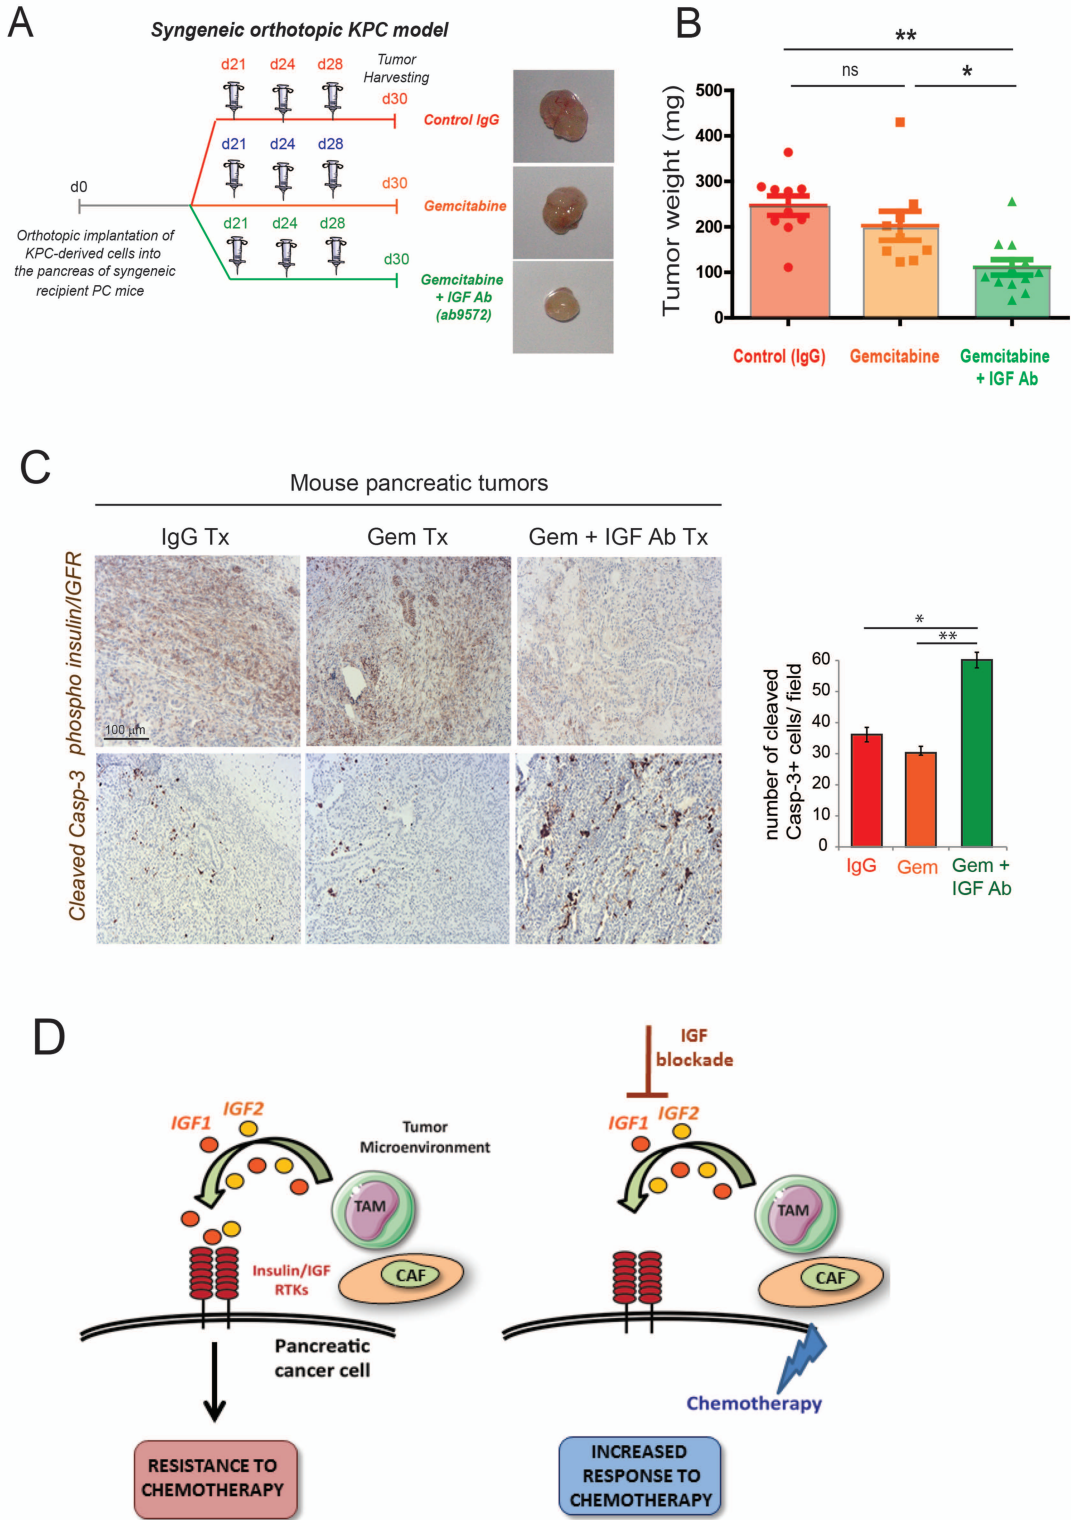 A
Syngeneic orthotopic KPC model
d21
d24
d28
Tumor
Harvesting
d30
Control IgG
d21
d24
d28
d0
d30
Gemcitabine
Orthotopic implantation of
KPC-derived cells into
the pancreas of syngeneic
recipient PC mice
d21
d24
d28
d30
Gemcitabine
+ IGF Ab
(ab9572)
B
**
ns
*
Tumor weight (mg)
500
400
300
200
100
0
Control (IgG)
Gemcitabine
Gemcitabine
+ IGF Ab
C
Mouse pancreatic tumors
IgG Tx
Gem Tx
Gem + IGF Ab Tx
phospho insulin/IGFR
100 µm
Cleaved Casp-3
*
**
number of cleaved
Casp-3+ cells/ field
60
50
40
30
20
10
0
IgG
Gem
Gem +
IGF Ab
D
IGF1
IGF2
Tumor
Microenvironment
TAM
CAF
Insulin/IGF
RTKs
Pancreatic
cancer cell
RESISTANCE TO
CHEMOTHERAPY
IGF
blockade
IGF1
IGF2
TAM
CAF
Chemotherapy
INCREASED
RESPONSE TO
CHEMOTHERAPY